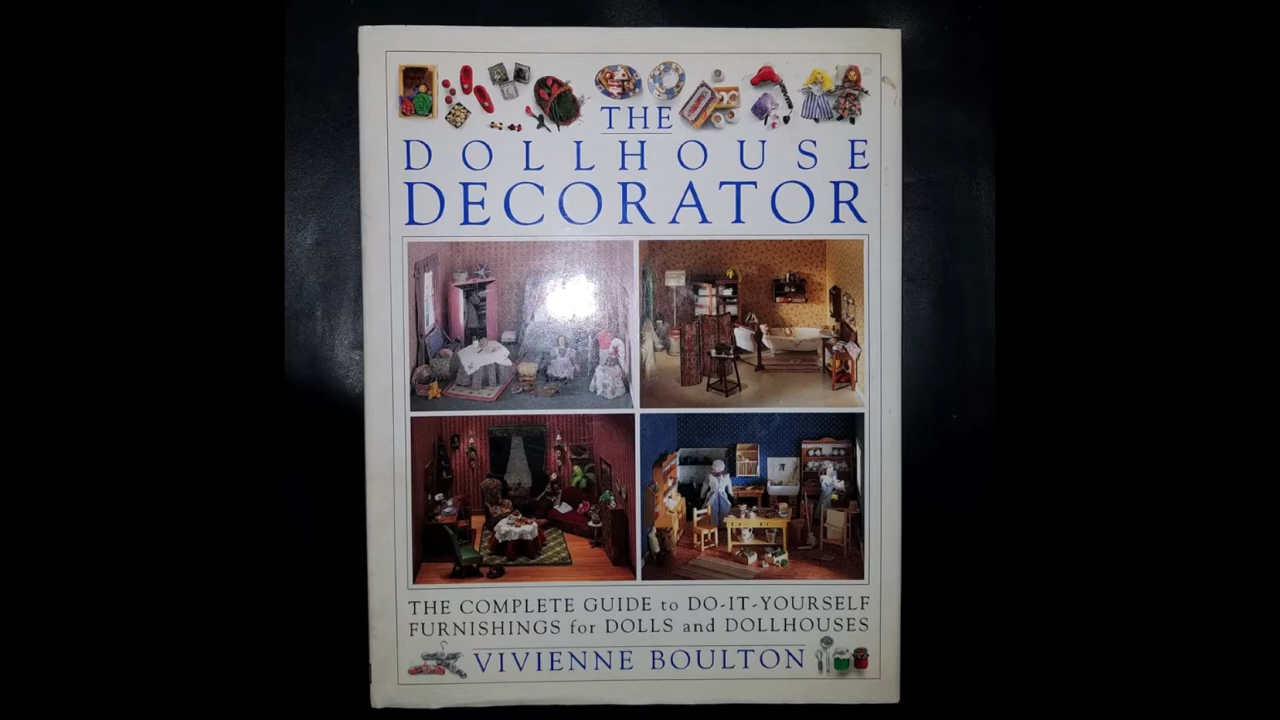 THE
DOLLHOUSE
DECORATOR
THE COMPLETE GUIDE to DO-IT-YOURSELF
FURNISHINGS for DOLLS and DOLLHOUSES
VIVIENNE BOULTON